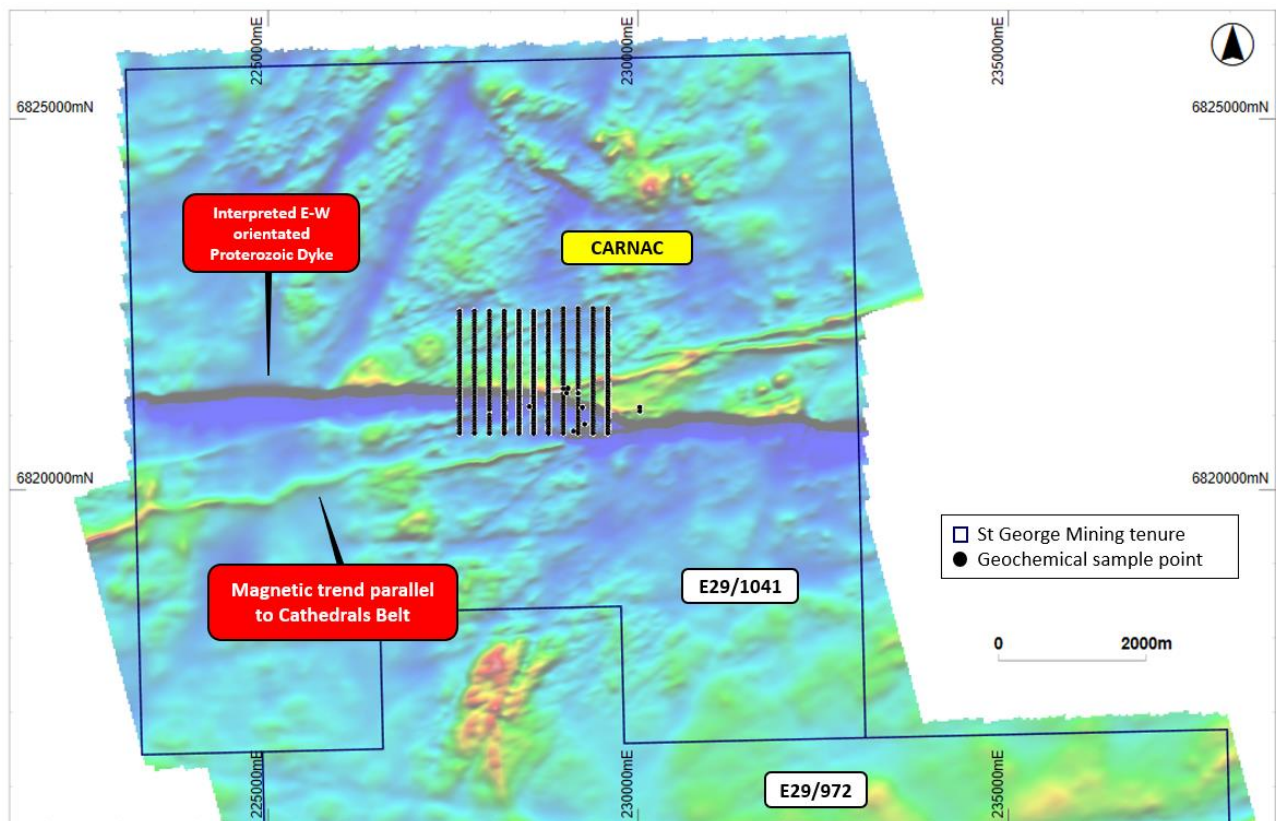 225000mE
230000mE
235000mE
6825000mN
6825000mN
Interpreted E-W
orientated
Proterozoic Dyke
CARNAC
6820000mN
6820000mN
St George Mining tenure
Geochemical sample point
Magnetic trend parallel
to Cathedrals Belt
E29/1041
0
2000m
225000mE
230000mE
235000mE
E29/972